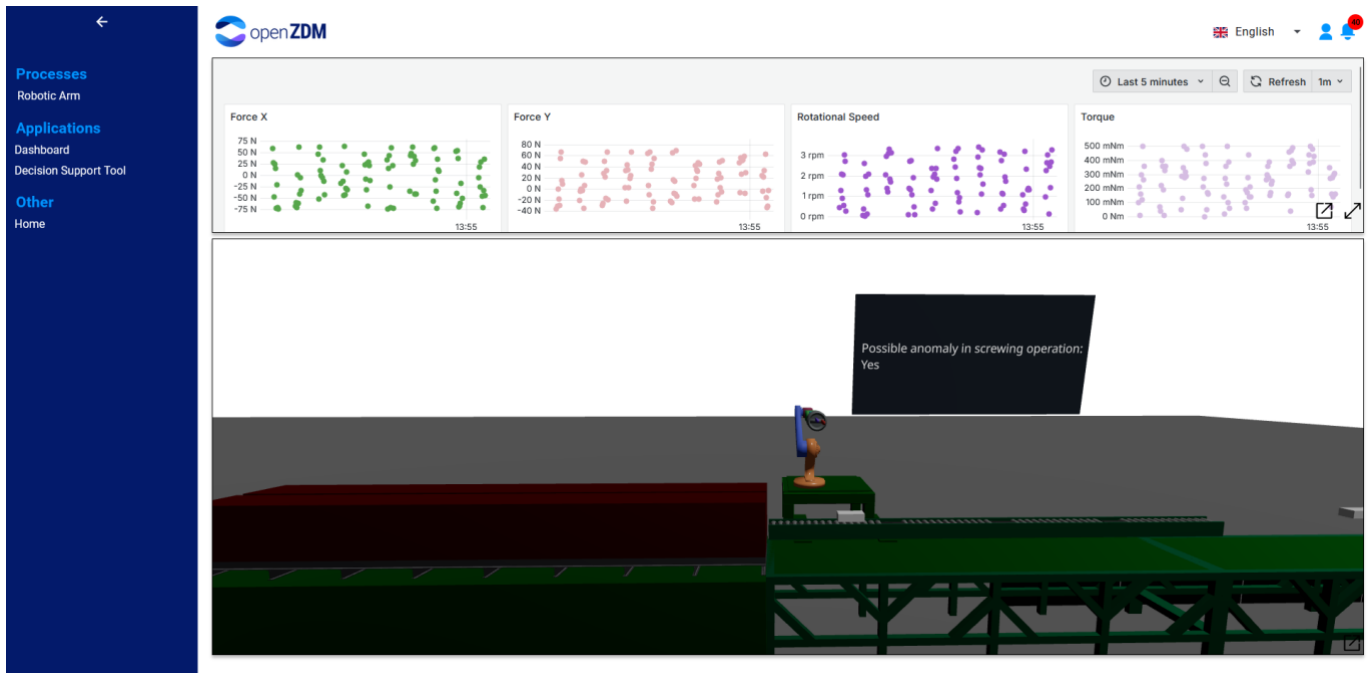 openZDM
English
40
Processes
Robotic Arm
Applications
Dashboard
Decision Support Tool
Other
Home
Last 5 minutes
Refresh 1m
Force X
75 N
50 N
25 N
0 N
-25 N
-50 N
-75 N
13:55
Force Y
80 N
60 N
40 N
20 N
0 N
-20 N
-40 N
13:55
Rotational Speed
3 rpm
2 rpm
1 rpm
0 rpm
13:55
Torque
500 mNm
400 mNm
300 mNm
200 mNm
100 mNm
0 Nm
13:55
Possible anomaly in screwing operation:
Yes